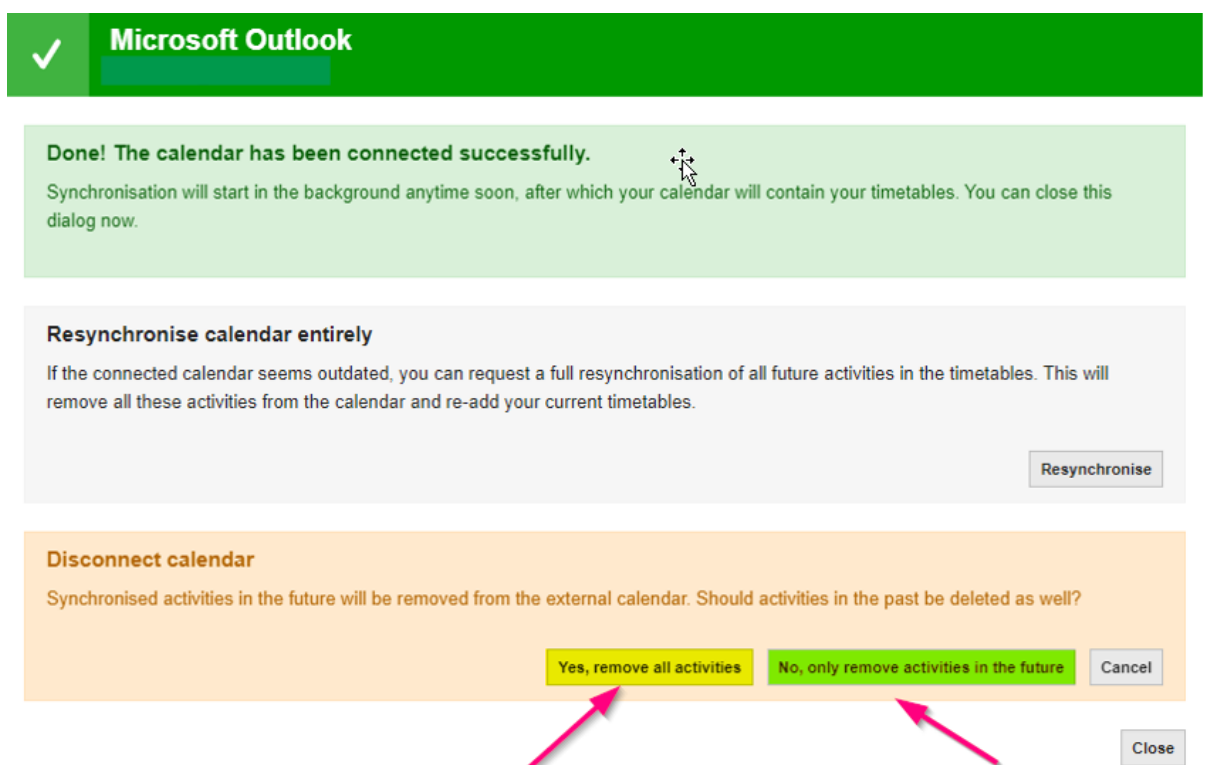 Microsoft Outlook
Done! The calendar has been connected successfully.
Synchronisation will start in the background anytime soon, after which your calendar will contain your timetables. You can close this
dialog now.
Resynchronise calendar entirely
If the connected calendar seems outdated, you can request a full resynchronisation of all future activities in the timetables. This will
remove all these activities from the calendar and re-add your current timetables.
Resynchronise
Disconnect calendar
Synchronised activities in the future will be removed from the external calendar. Should activities in the past be deleted as well?
Yes, remove all activities No, only remove activities in the future Cancel
Close